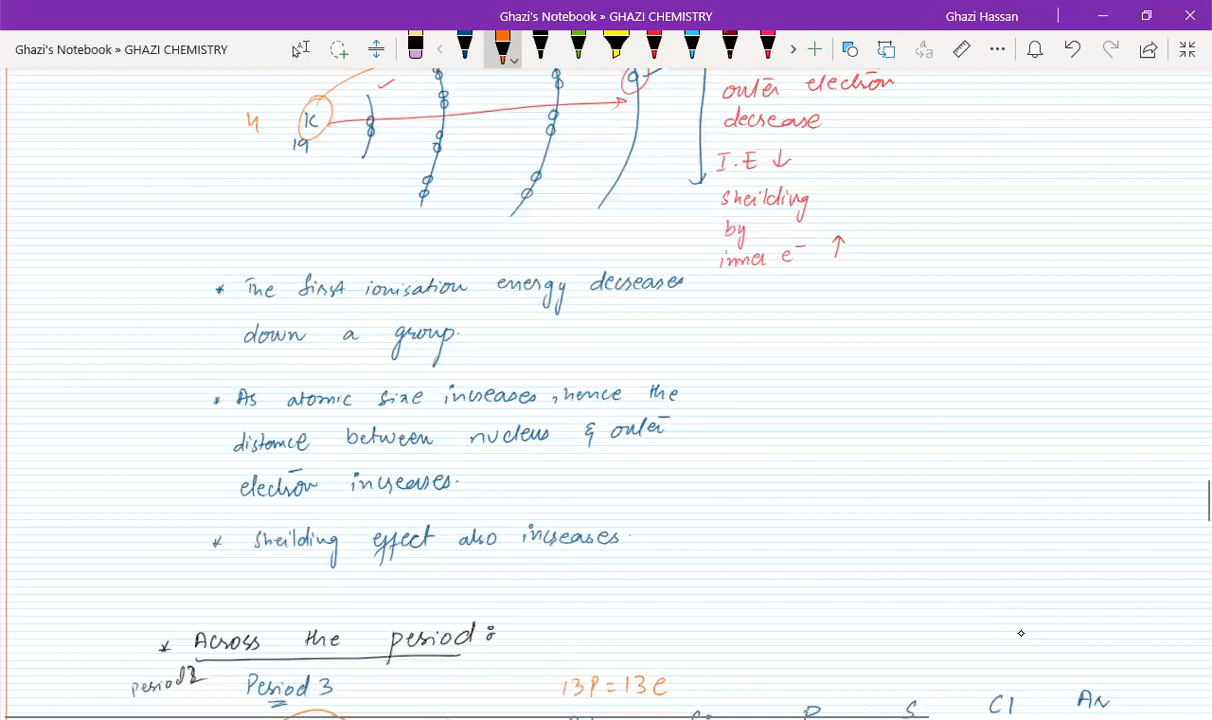 Ghazi's Notebook » GHAZI CHEMISTRY
Ghazi Hassan
Ghazi's Notebook » GHAZI CHEMISTRY
outer electron
decrease
I.E ↓
sheilding
by
inner e⁻ ↑
4
K
19
* The first ionisation energy decreases
down a group.
* As atomic size increases, hence the
distance between nucleus & outer
electron increases.
* Sheilding effect also increases.
* Across the period:
period 2
Period 3
13P = 13e
P
S
Cl
Ar